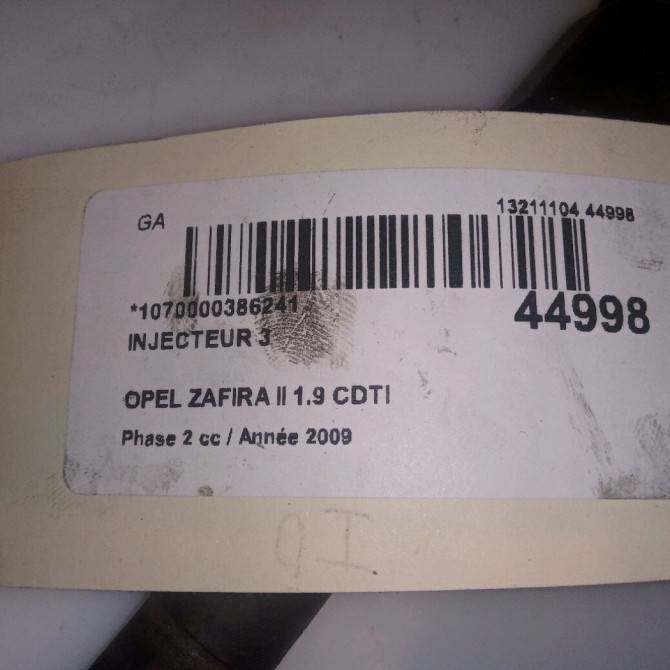 GA
13211104 44998
*1070000386241
44998
INJECTEUR 3
OPEL ZAFIRA II 1.9 CDTI
Phase 2 cc / Année 2009